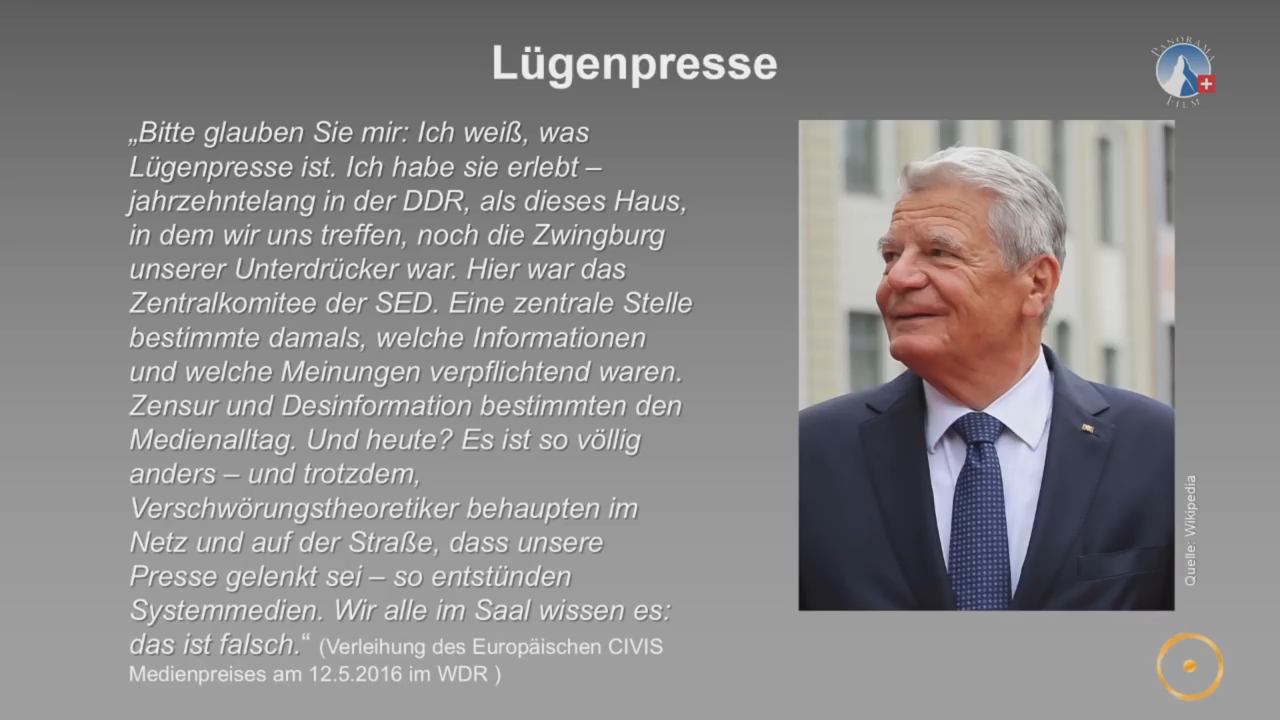 Lügenpresse
PANORAMA
FILM
„Bitte glauben Sie mir: Ich weiß, was
Lügenpresse ist. Ich habe sie erlebt –
jahrzehntelang in der DDR, als dieses Haus,
in dem wir uns treffen, noch die Zwingburg
unserer Unterdrücker war. Hier war das
Zentralkomitee der SED. Eine zentrale Stelle
bestimmte damals, welche Informationen
und welche Meinungen verpflichtend waren.
Zensur und Desinformation bestimmten den
Medienalltag. Und heute? Es ist so völlig
anders – und trotzdem,
Verschwörungstheoretiker behaupten im
Netz und auf der Straße, dass unsere
Presse gelenkt sei – so entstünden
Systemmedien. Wir alle im Saal wissen es:
das ist falsch.“ (Verleihung des Europäischen CIVIS
Medienpreises am 12.5.2016 im WDR )
Quelle: Wikipedia